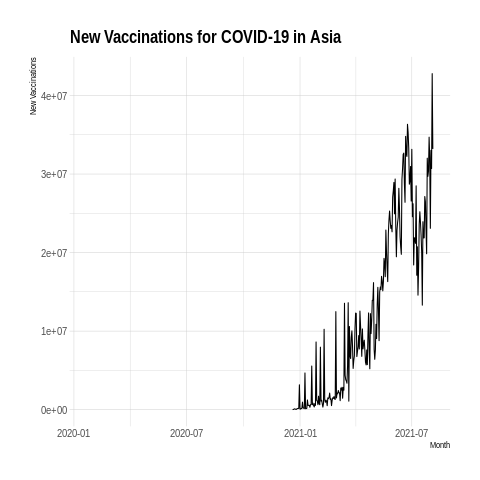 New Vaccinations for COVID-19 in Asia
New Vaccinations
4e+07
3e+07
2e+07
1e+07
0e+00
2020-01
2020-07
2021-01
2021-07
Month